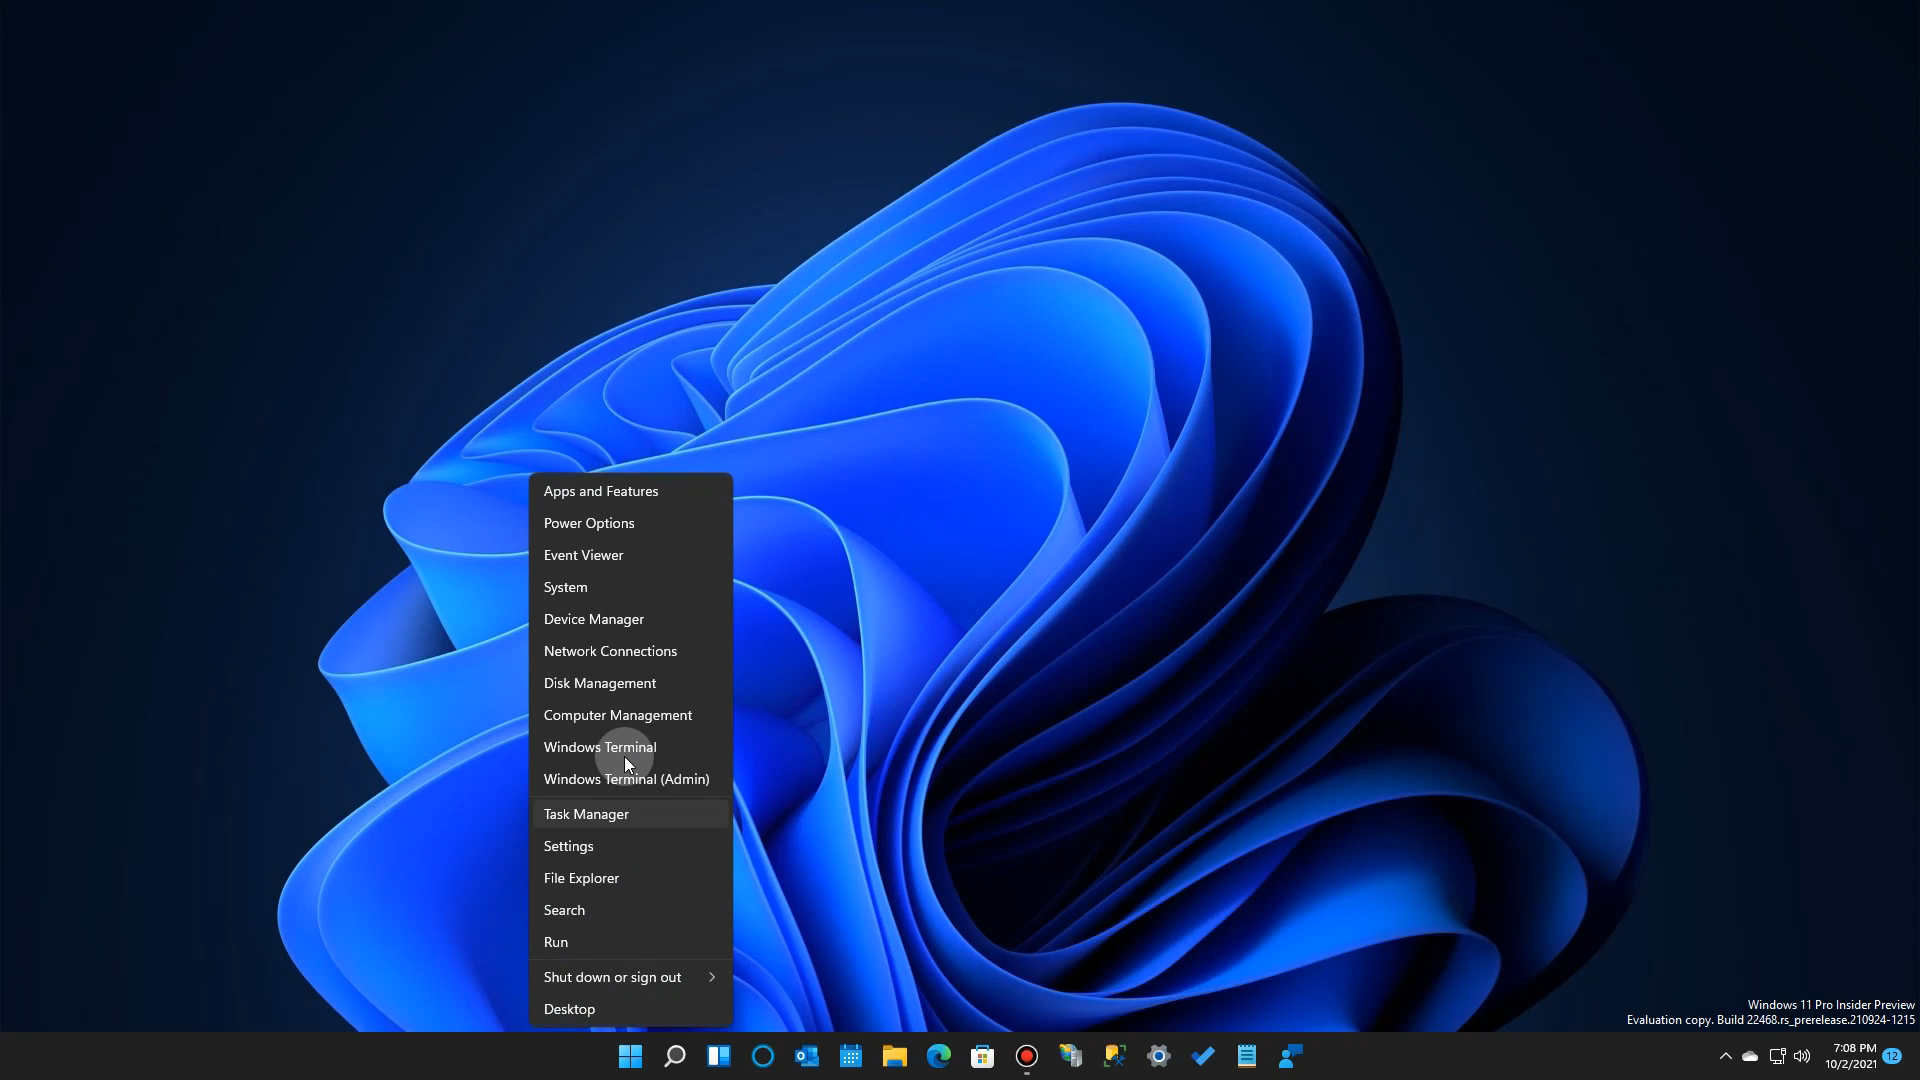 Apps and Features
Power Options
Event Viewer
System
Device Manager
Network Connections
Disk Management
Computer Management
Windows Terminal
Windows Terminal (Admin)
Task Manager
Settings
File Explorer
Search
Run
Shut down or sign out
Desktop
Windows 11 Pro Insider Preview
Evaluation copy. Build 22468.rs_prerelease.210924-1215
7:08 PM
10/2/2021
12